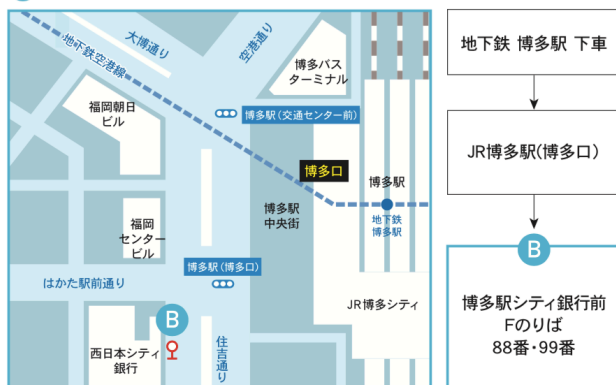 大博通り
空港通り
地下鉄空港線
博多バス
ターミナル
福岡朝日
ビル
博多駅(交通センター前)
博多口
博多駅
博多駅
中央街
地下鉄
博多駅
福岡
センター
ビル
博多駅(博多口)
はかた駅前通り
JR博多シティ
B
西日本シティ
銀行
住吉通り
地下鉄 博多駅 下車
JR博多駅(博多口)
B
博多駅シティ銀行前
Fのりば
88番・99番